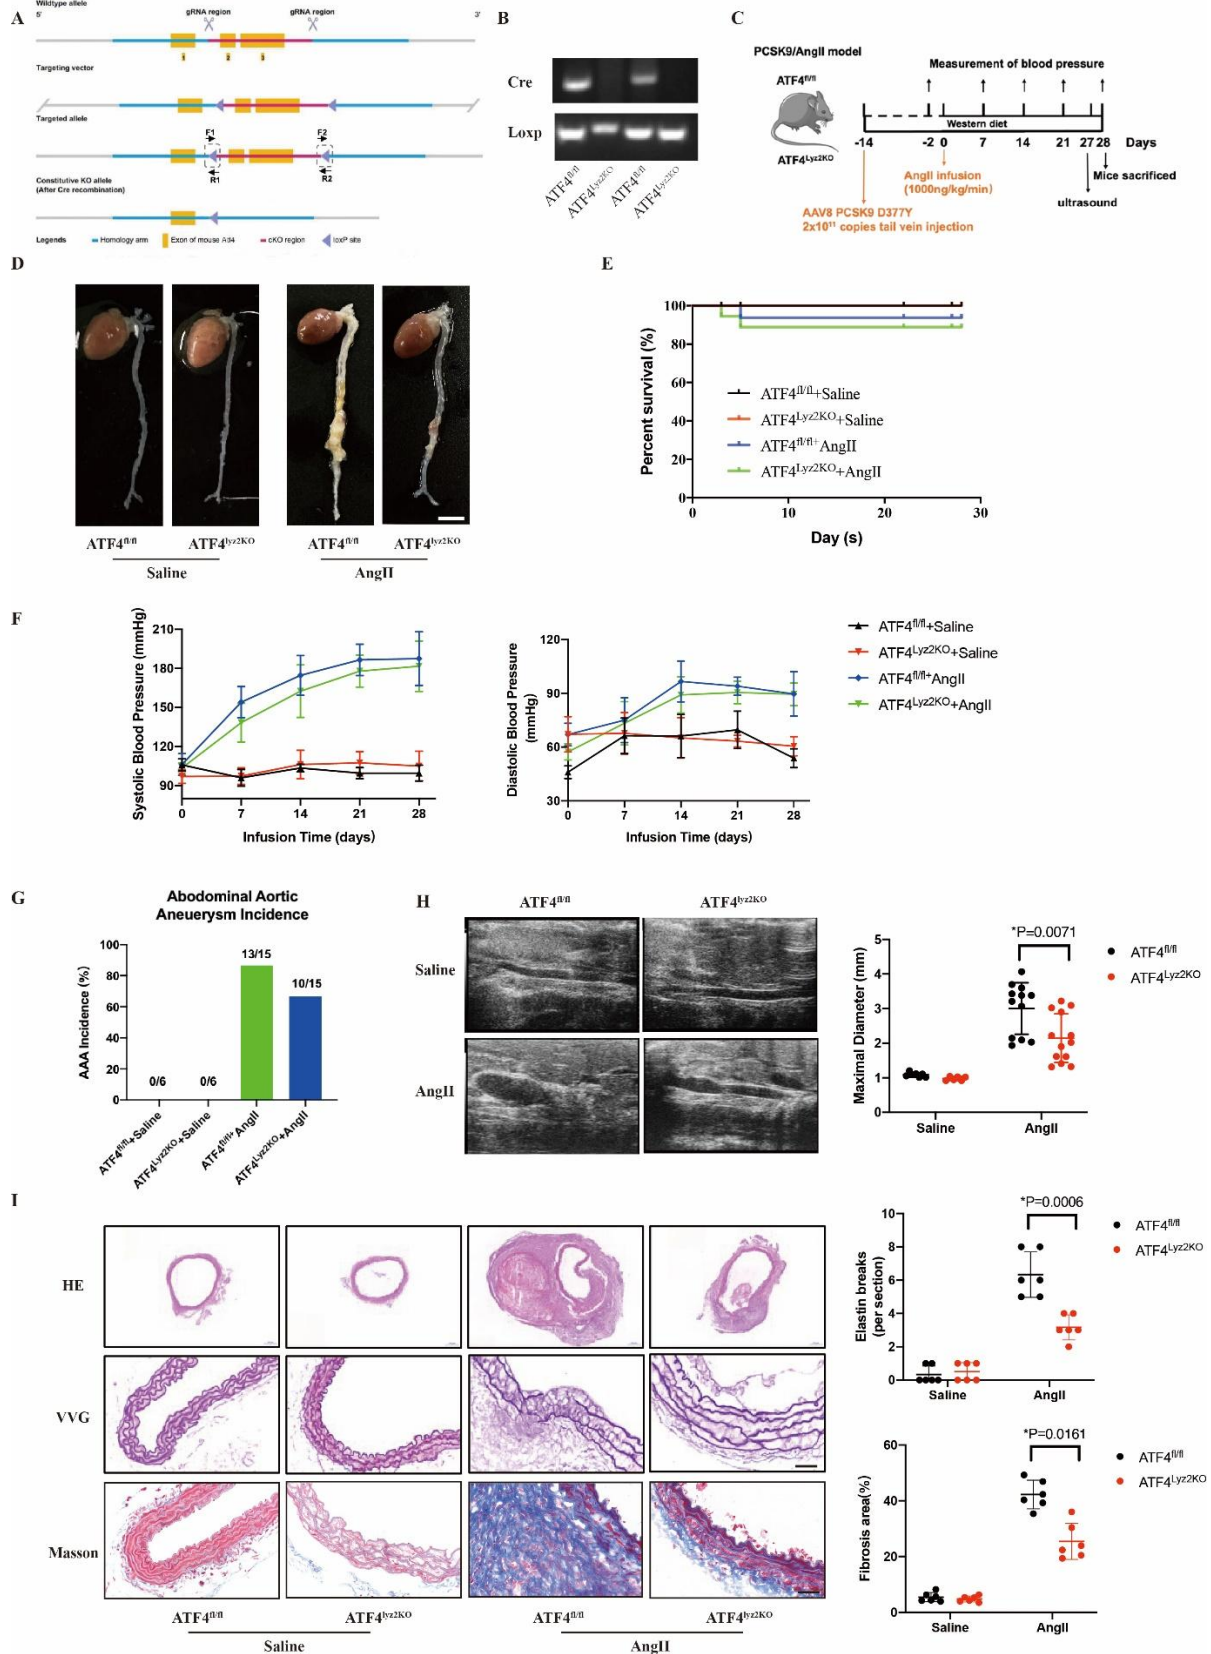 A
Wildtype allele
5'
gRNA region
gRNA region
3'
1
2
3
Targeting vector
Targeted allele
F1
F2
R1
R2
Constitutive KO allele
(After Cre recombination)
Legends
Homology arm
Exon of mouse Atf4
cKO region
loxP site
B
Cre
Loxp
ATF4fl/fl
ATF4Lyz2KO
ATF4fl/fl
ATF4Lyz2KO
C
PCSK9/AngII model
ATF4fl/fl
ATF4Lyz2KO
Measurement of blood pressure
Western diet
-14
-2
0
7
14
21
27
28
Days
AngII infusion
(1000ng/kg/min)
Mice sacrificed
ultrasound
AAV8 PCSK9 D377Y
2x10¹¹ copies tail vein injection
D
ATF4fl/fl
ATF4lyz2KO
ATF4fl/fl
ATF4lyz2KO
Saline
AngII
E
Percent survival (%)
100
80
60
40
20
0
0
10
20
30
Day (s)
ATF4fl/fl+Saline
ATF4Lyz2KO+Saline
ATF4fl/fl+AngII
ATF4Lyz2KO+AngII
F
Systolic Blood Pressure (mmHg)
210
180
150
120
90
0
7
14
21
28
Infusion Time (days)
Diastolic Blood Pressure
(mmHg)
120
90
60
30
0
7
14
21
28
Infusion Time (days)
ATF4fl/fl+Saline
ATF4Lyz2KO+Saline
ATF4fl/fl+AngII
ATF4Lyz2KO+AngII
G
Abodominal Aortic
Aneuerysm Incidence
AAA Incidence (%)
100
80
60
40
20
0
0/6
0/6
13/15
10/15
ATF4fl/fl+Saline
ATF4Lyz2KO+Saline
ATF4fl/fl+AngII
ATF4Lyz2KO+AngII
H
ATF4fl/fl
ATF4lyz2KO
Saline
AngII
Maximal Diameter (mm)
5
4
3
2
1
0
*P=0.0071
Saline
AngII
ATF4fl/fl
ATF4Lyz2KO
I
HE
VVG
Masson
ATF4fl/fl
ATF4lyz2KO
ATF4fl/fl
ATF4lyz2KO
Saline
AngII
Elastin breaks
(per section)
10
8
6
4
2
0
*P=0.0006
Saline
AngII
ATF4fl/fl
ATF4Lyz2KO
Fibrosis area(%)
60
40
20
0
*P=0.0161
Saline
AngII
ATF4fl/fl
ATF4Lyz2KO